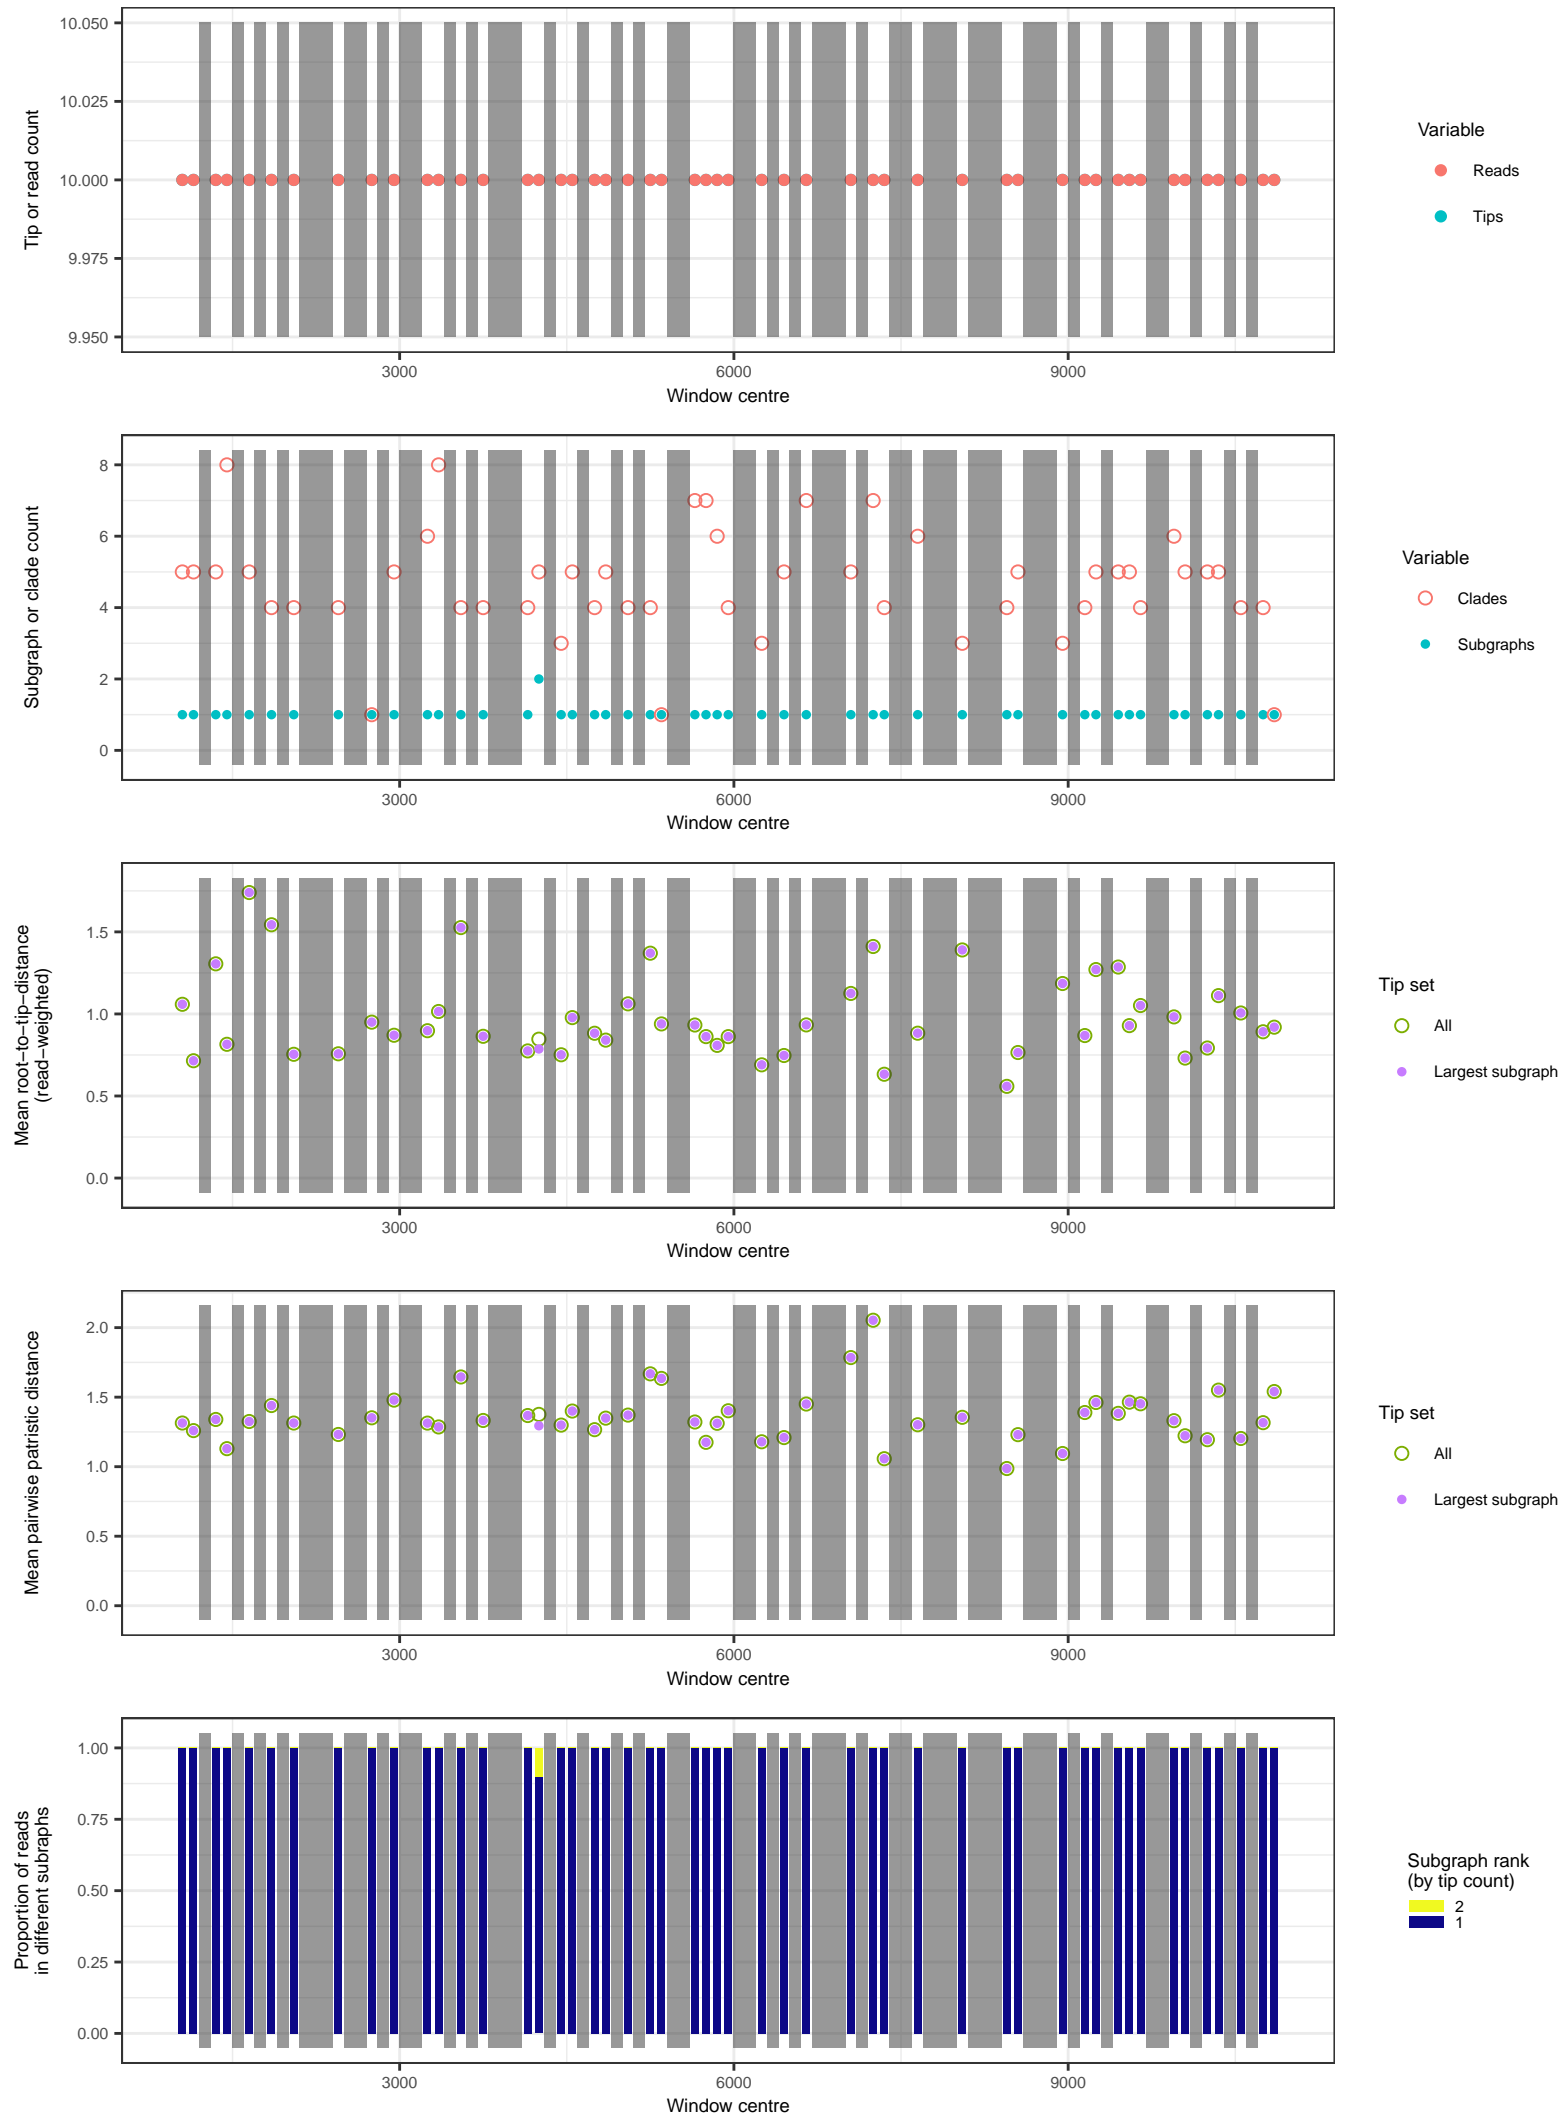 10.050
10.025
10.000
9.975
9.950
Tip or read count
3000
6000
9000
Window centre
Variable
Reads
Tips
8
6
4
2
0
Subgraph or clade count
3000
6000
9000
Window centre
Variable
Clades
Subgraphs
1.5
1.0
0.5
0.0
Mean root−to−tip−distance
(read−weighted)
3000
6000
9000
Window centre
Tip set
All
Largest subgraph
2.0
1.5
1.0
0.5
0.0
Mean pairwise patristic distance
3000
6000
9000
Window centre
Tip set
All
Largest subgraph
1.00
0.75
0.50
0.25
0.00
Proportion of reads
in different subraphs
3000
6000
9000
Window centre
Subgraph rank
(by tip count)
2
1